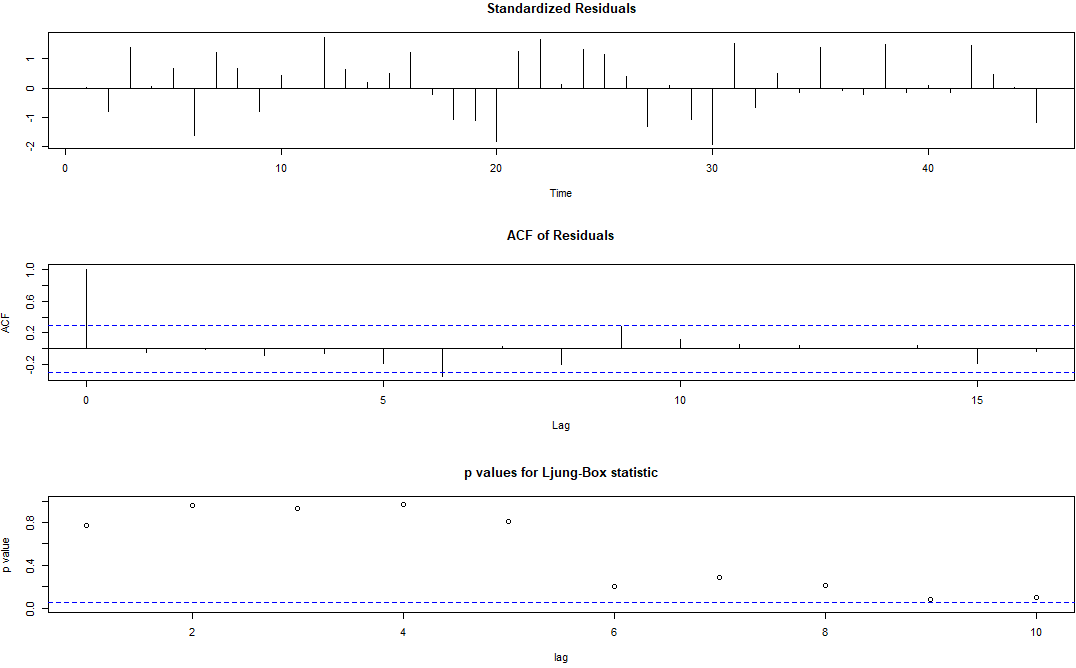 Standardized Residuals
1
0
-1
-2
0 10 20 30 40
Time
ACF of Residuals
ACF
1.0
0.6
0.2
-0.2
0 5 10 15
Lag
p values for Ljung-Box statistic
p value
0.8
0.4
0.0
2 4 6 8 10
lag